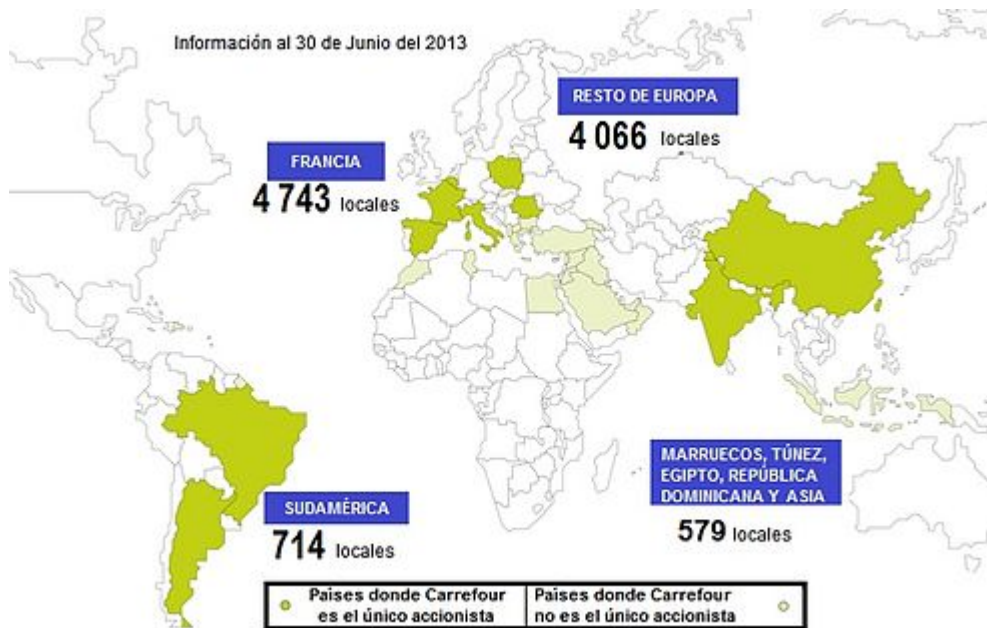 Información al 30 de Junio del 2013
RESTO DE EUROPA
4 066 locales
FRANCIA
4 743 locales
MARRUECOS, TÚNEZ,
EGIPTO, REPÚBLICA
DOMINICANA Y ASIA
579 locales
SUDAMÉRICA
714 locales
Paises donde Carrefour
es el único accionista
Paises donde Carrefour
no es el único accionista